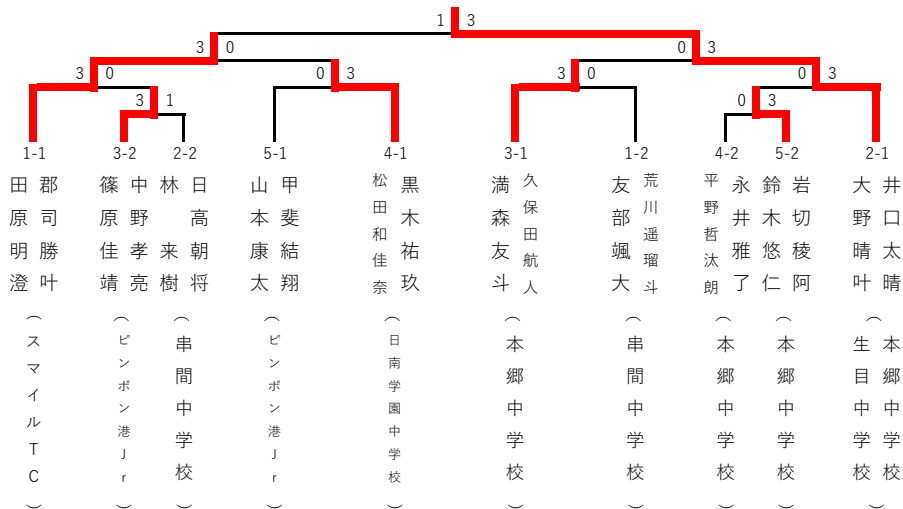 1 3
3 0
0 3
3 0
0 3
3 0
0 3
3 1
0 3
1-1
3-2
2-2
5-1
4-1
3-1
1-2
4-2
5-2
2-1
郡司勝叶
田原明澄
中野孝亮
篠原佳靖
日高朝将
林 来樹
甲斐結翔
山本康太
黒木祐玖
松田和佳奈
久保田航人
満森友斗
荒川遥瑠斗
友部颯大
永井雅了
平野哲汰朗
岩切稜阿
鈴木悠仁
井口太晴
大野晴叶
(スマイルTC)
(ピンポン港Jr)
(串間中学校)
(ピンポン港Jr)
(日南学園中学校)
(本郷中学校)
(串間中学校)
(本郷中学校)
(本郷中学校)
(本郷中学校
生目中学校)